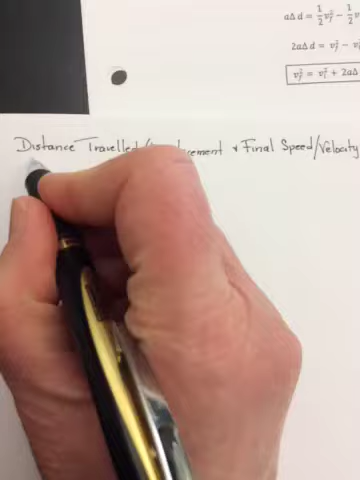 aΔd = ½v_f² − ½v
2aΔd = v_f² − v
v_f² = v_i² + 2aΔ
Distance Travelled/ & Final Speed/Velocity